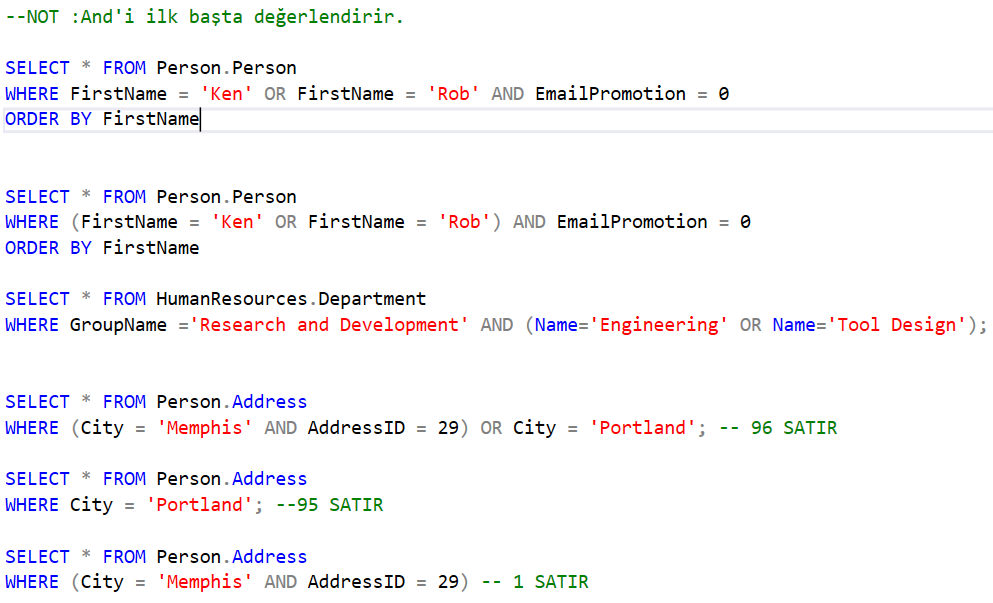 --NOT :And'i ilk başta değerlendirir.
SELECT * FROM Person.Person
WHERE FirstName = 'Ken' OR FirstName = 'Rob' AND EmailPromotion = 0
ORDER BY FirstName
SELECT * FROM Person.Person
WHERE (FirstName = 'Ken' OR FirstName = 'Rob') AND EmailPromotion = 0
ORDER BY FirstName
SELECT * FROM HumanResources.Department
WHERE GroupName ='Research and Development' AND (Name='Engineering' OR Name='Tool Design');
SELECT * FROM Person.Address
WHERE (City = 'Memphis' AND AddressID = 29) OR City = 'Portland'; -- 96 SATIR
SELECT * FROM Person.Address
WHERE City = 'Portland'; --95 SATIR
SELECT * FROM Person.Address
WHERE (City = 'Memphis' AND AddressID = 29) -- 1 SATIR